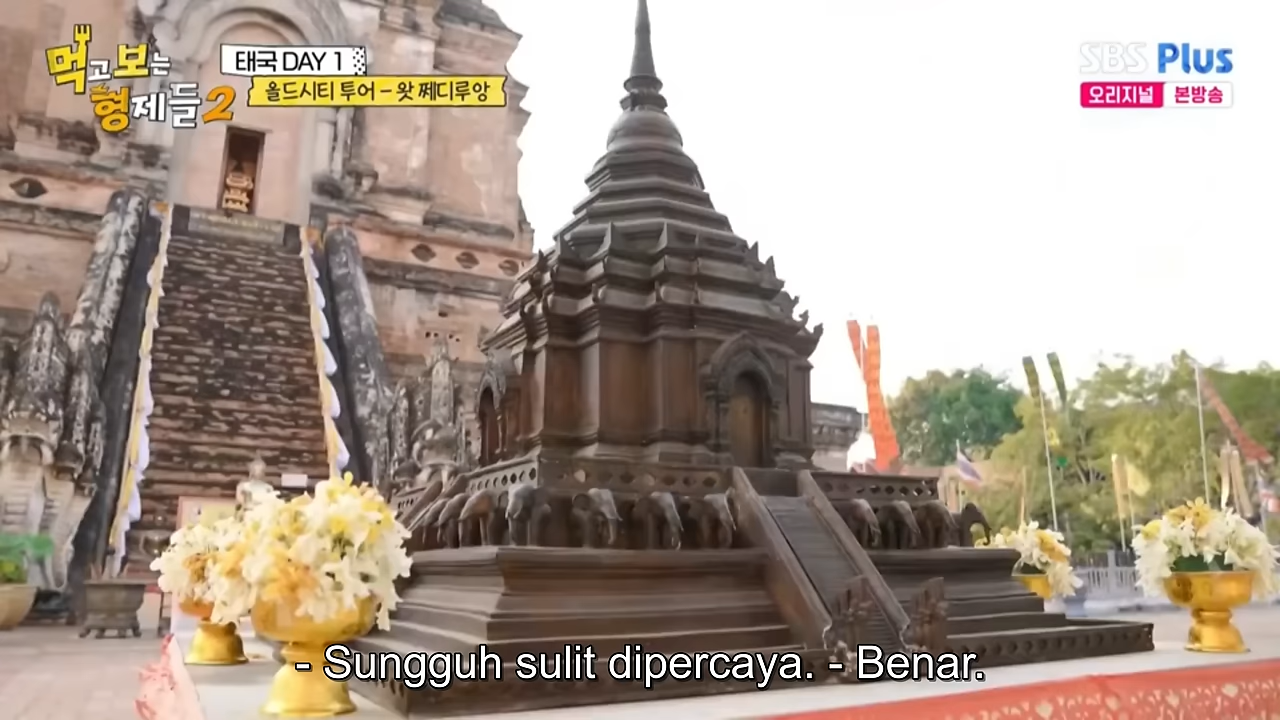 먹고 보는
형제들2
태국 DAY 1
올드시티 투어 – 왓 쩨디루앙
SBS Plus
오리지널 본방송
- Sungguh sulit dipercaya. - Benar.